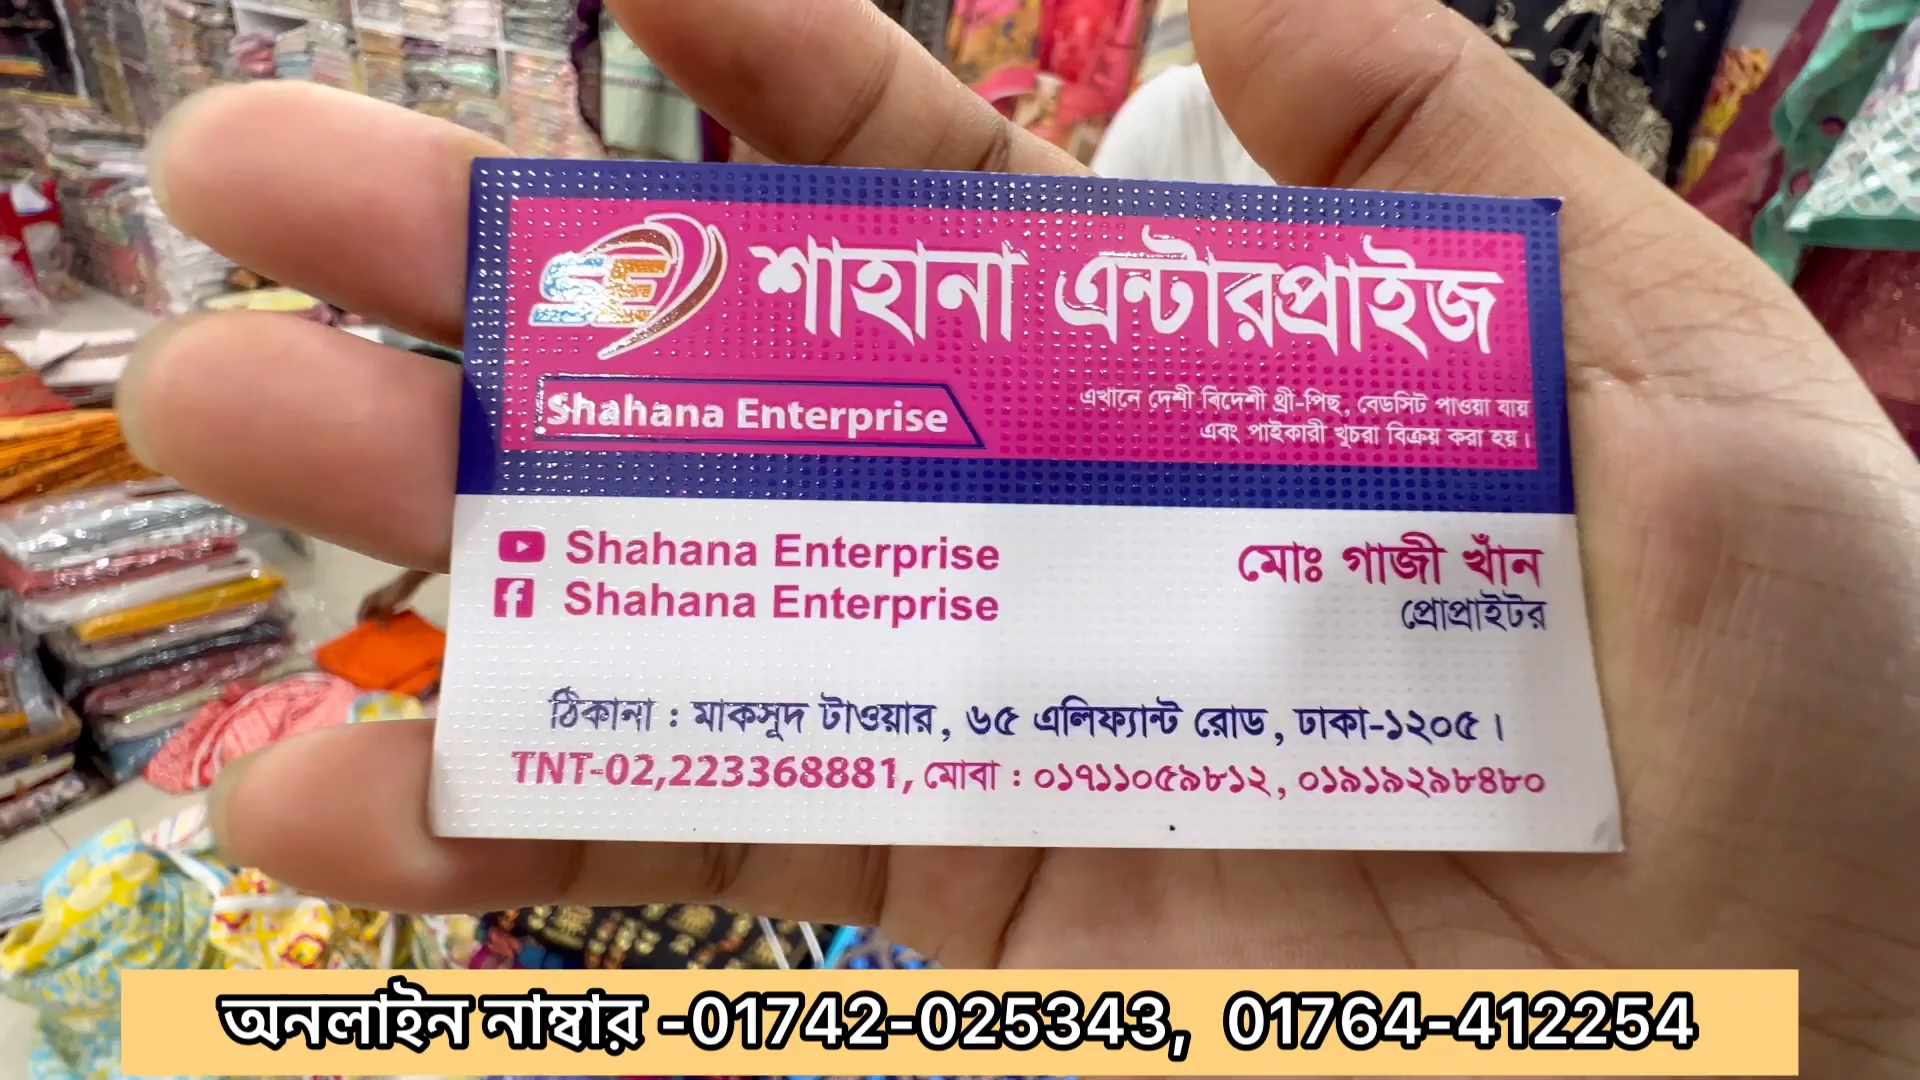 SE শাহানা এন্টারপ্রাইজ
Shahana Enterprise
এখানে দেশী বিদেশী থ্রী-পিছ, বেডসিট পাওয়া যায়
এবং পাইকারী খুচরা বিক্রয় করা হয়।
Shahana Enterprise
Shahana Enterprise
মোঃ গাজী খাঁন
প্রোপ্রাইটর
ঠিকানা : মাকসুদ টাওয়ার, ৬৫ এলিফ্যান্ট রোড, ঢাকা-১২০৫।
TNT-02,223368881, মোবা : ০১৭১১০৫৯৮১২, ০১৯১৯২৯৮৪৮০
অনলাইন নাম্বার -01742-025343, 01764-412254